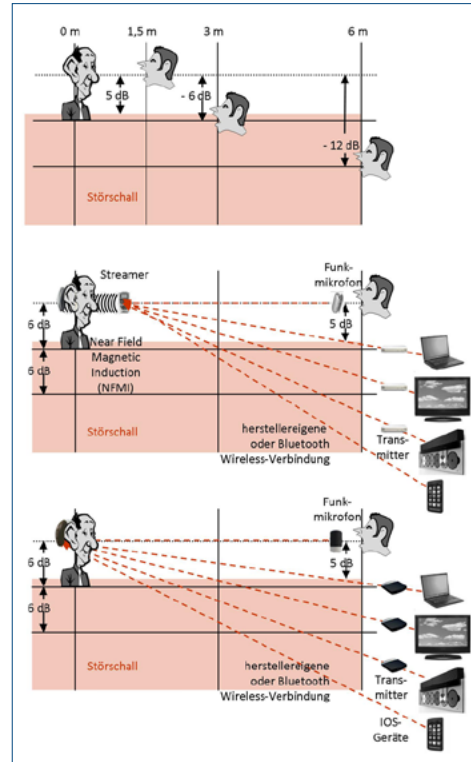 0 m 1,5 m 3 m 6 m
5 dB
- 6 dB
- 12 dB
Störschall
Streamer
Funk-
mikrofon
6 dB
5 dB
Near Field
Magnetic
Induction
(NFMI)
6 dB
Störschall
herstellereigene
oder Bluetooth
Wireless-Verbindung
Trans-
mitter
Funk-
mikrofon
6 dB
5 dB
6 dB
Störschall
herstellereigene
oder Bluetooth
Wireless-Verbindung
Trans-
mitter
IOS-
Geräte